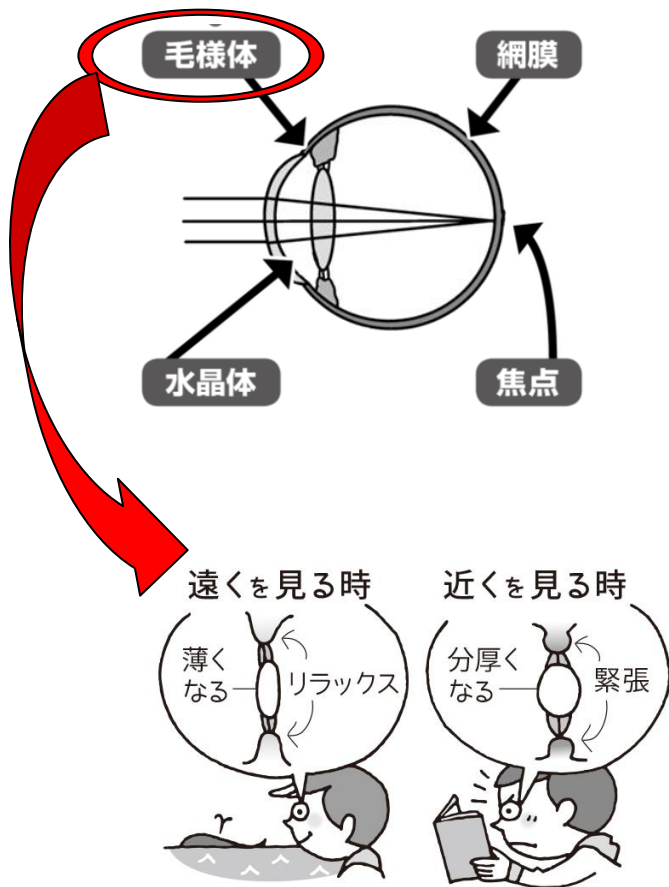 毛様体
網膜
水晶体
焦点
遠くを見る時
薄く
なる
リラックス
近くを見る時
分厚く
なる
緊張